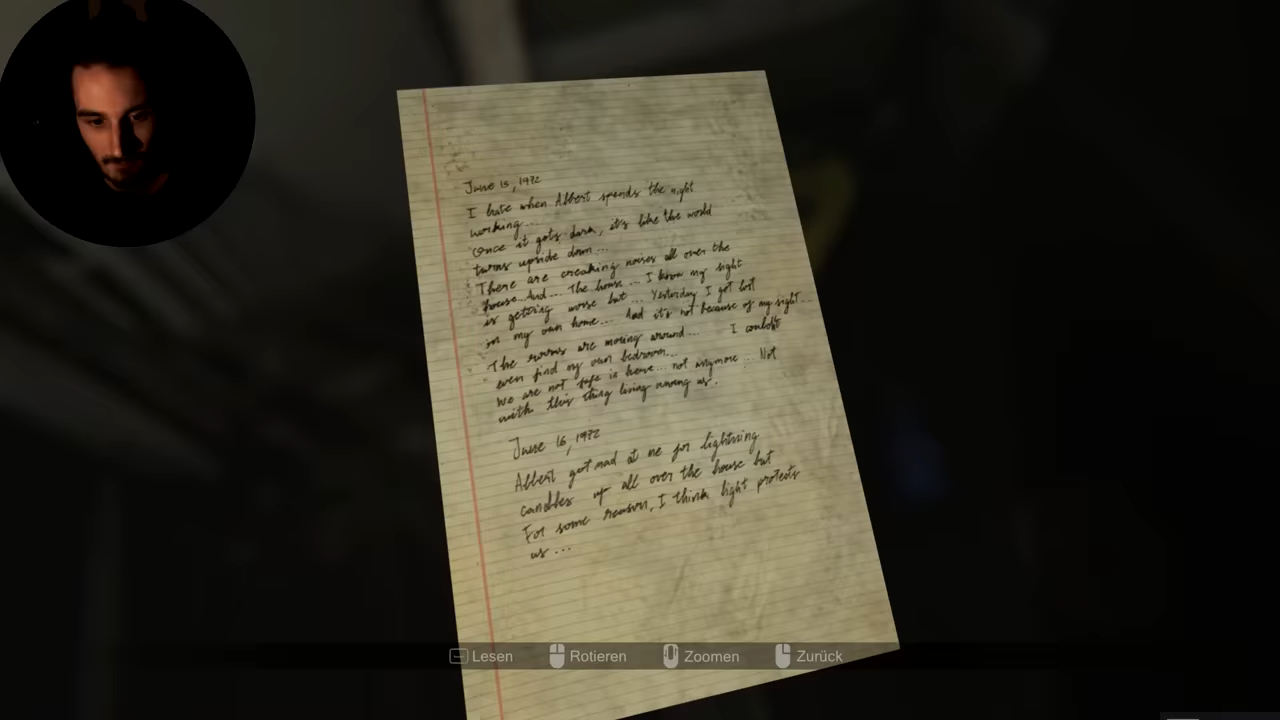 June 15, 1972
I hate when Albert spends the night
working...
Once it gets dark, it's like the world
turns upside down...
There are creaking noises all over the
house. And... The house... I know my sight
is getting worse but... Yesterday I got lost
in my own home... And it's not because of my sight...
The rooms are moving around... I couldn't
even find my own bedroom...
We are not safe in here... not anymore... Not
with this thing living among us.
June 16, 1972
Albert got mad at me for lightning
candles up all over the house but
For some reason, I think light protects
us...
Lesen Rotieren Zoomen Zurück